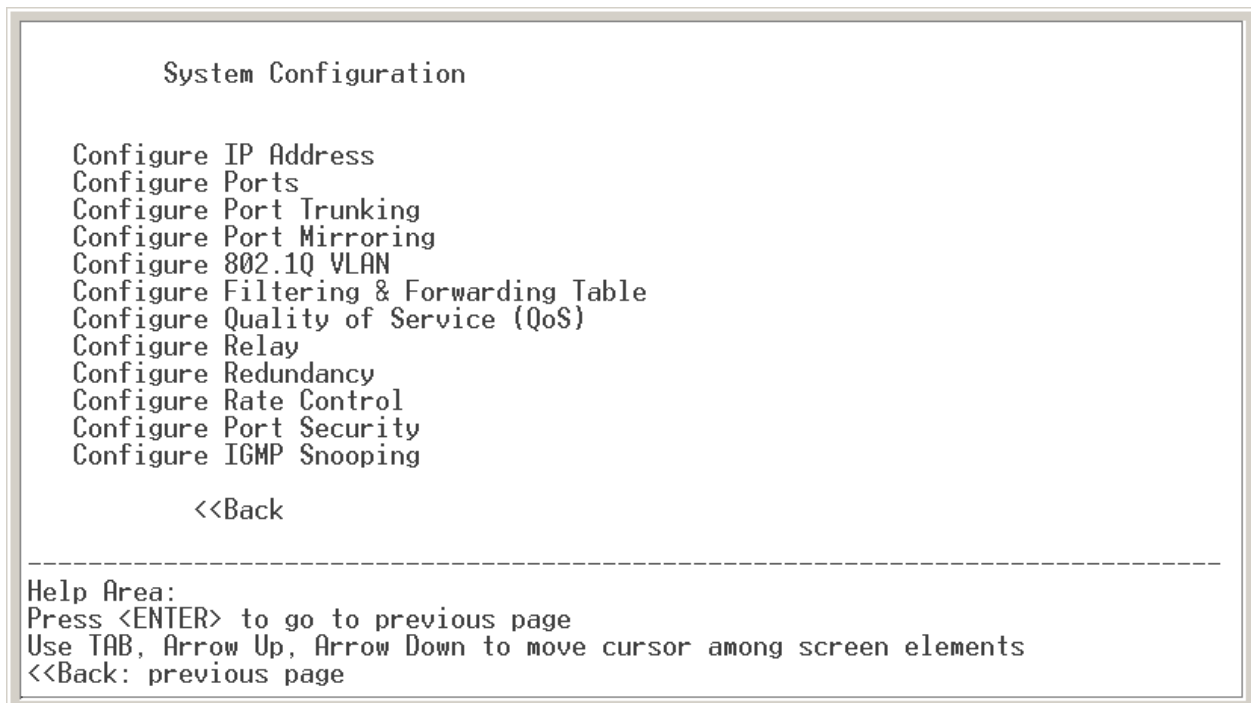 System Configuration
Configure IP Address
Configure Ports
Configure Port Trunking
Configure Port Mirroring
Configure 802.1Q VLAN
Configure Filtering & Forwarding Table
Configure Quality of Service (QoS)
Configure Relay
Configure Redundancy
Configure Rate Control
Configure Port Security
Configure IGMP Snooping
<<Back
--------------------------------------------------------------------------------
Help Area:
Press <ENTER> to go to previous page
Use TAB, Arrow Up, Arrow Down to move cursor among screen elements
<<Back: previous page